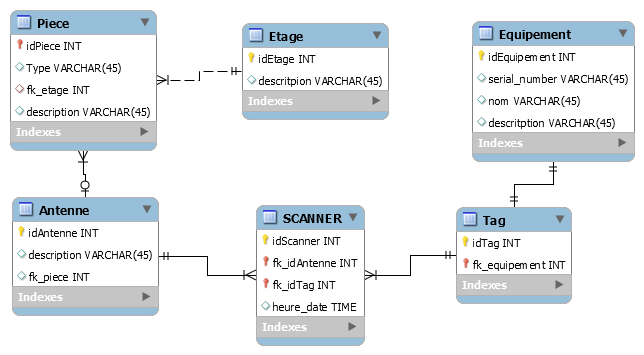 Piece
idPiece INT
Type VARCHAR(45)
fk_etage INT
description VARCHAR(45)
Indexes
Etage
idEtage INT
descritpion VARCHAR(45)
Indexes
Equipement
idEquipement INT
serial_number VARCHAR(45)
nom VARCHAR(45)
descritption VARCHAR(45)
Indexes
Antenne
idAntenne INT
description VARCHAR(45)
fk_piece INT
Indexes
SCANNER
idScanner INT
fk_idAntenne INT
fk_idTag INT
heure_date TIME
Indexes
Tag
idTag INT
fk_equipement INT
Indexes